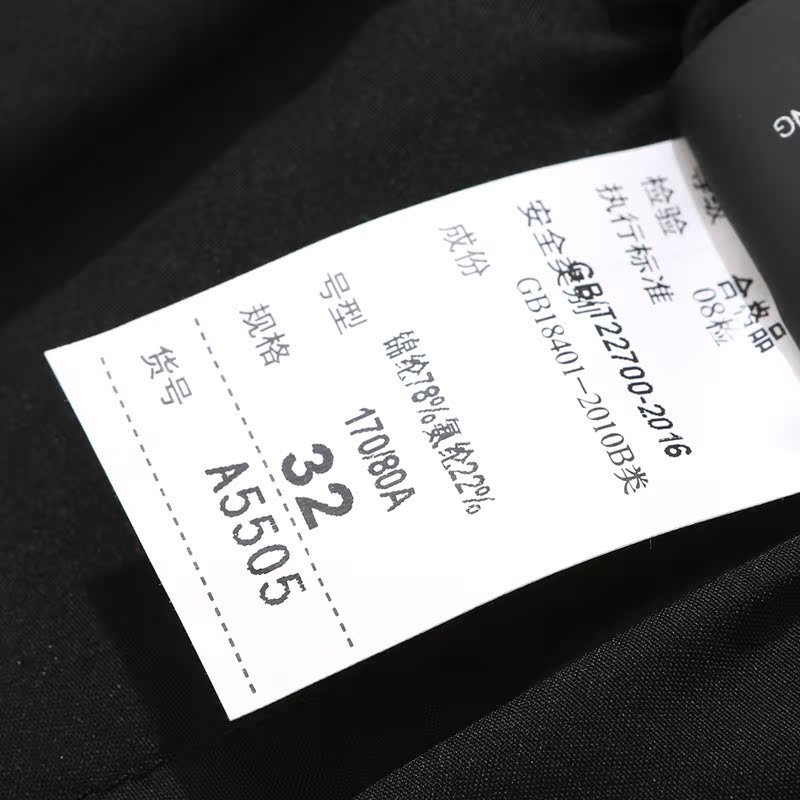 货号 A5505
规格 32
号型 170/80A
成份 锦纶78%氨纶22%
安全类别 GB18401-2010B类
执行标准 GB/T22700-2016
检验 08检
等级 合格品
NG